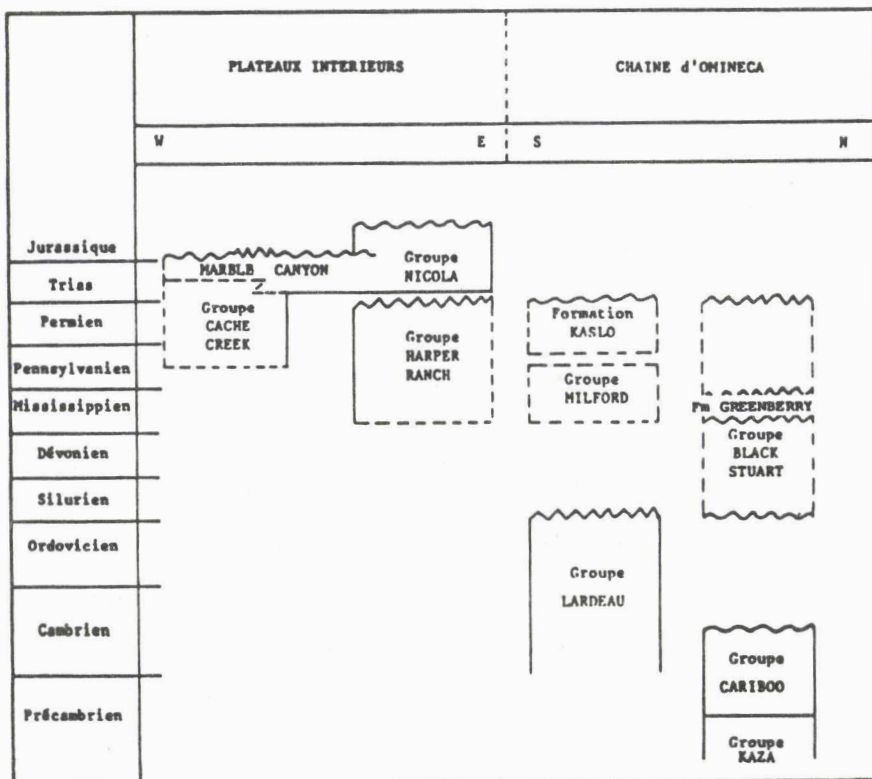 PLATEAUX INTERIEURS
CHAINE d'OMINECA
W
E
S
N
Jurassique
Trias
Permien
Pennsylvanien
Mississippien
Dévonien
Silurien
Ordovicien
Cambrien
Précambrien
MARBLE CANYON
Groupe
CACHE
CREEK
Groupe
NICOLA
Groupe
HARPER
RANCH
Formation
KASLO
Groupe
MILFORD
Groupe
LARDEAU
Fm GREENBERRY
Groupe
BLACK
STUART
Groupe
CARIBOO
Groupe
KAZA